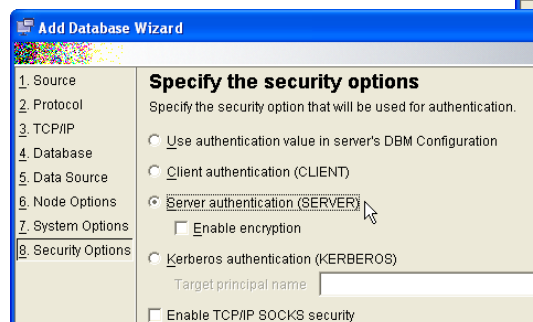 Add Database Wizard
1. Source
2. Protocol
3. TCP/IP
4. Database
5. Data Source
6. Node Options
7. System Options
8. Security Options
Specify the security options
Specify the security option that will be used for authentication.
Use authentication value in server's DBM Configuration
Client authentication (CLIENT)
Server authentication (SERVER)
Enable encryption
Kerberos authentication (KERBEROS)
Target principal name
Enable TCP/IP SOCKS security